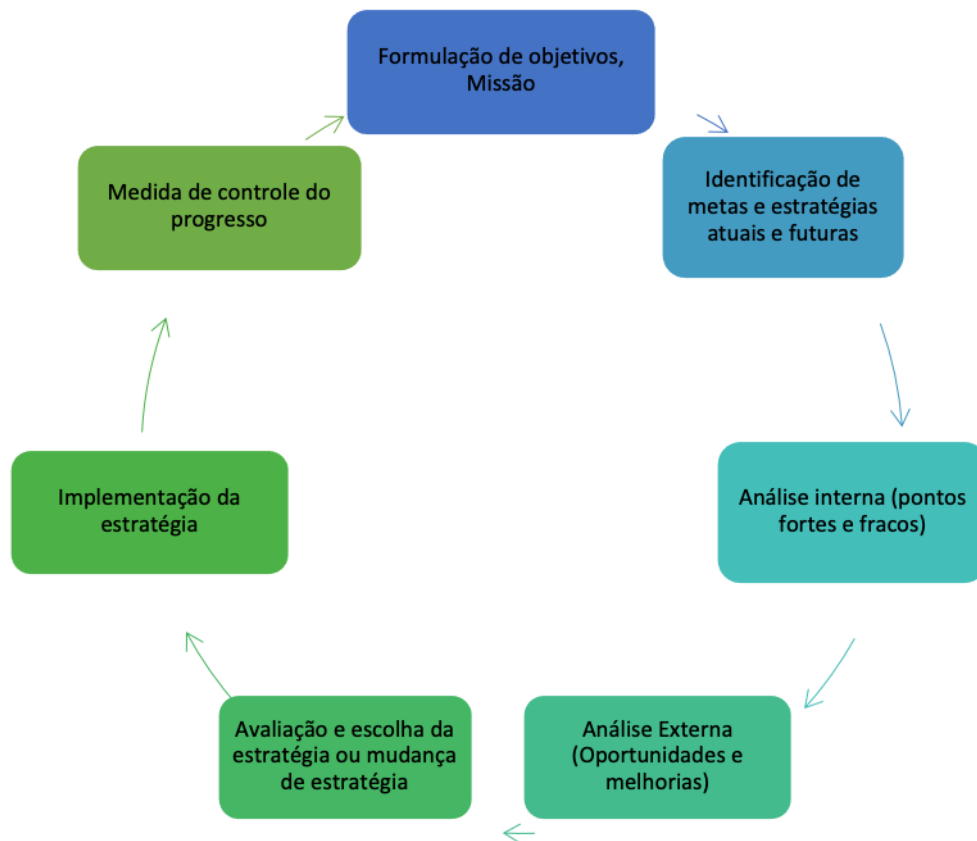 Formulação de objetivos,
Missão
Identificação de
metas e estratégias
atuais e futuras
Análise interna (pontos
fortes e fracos)
Análise Externa
(Oportunidades e
melhorias)
Avaliação e escolha da
estratégia ou mudança
de estratégia
Implementação da
estratégia
Medida de controle do
progresso